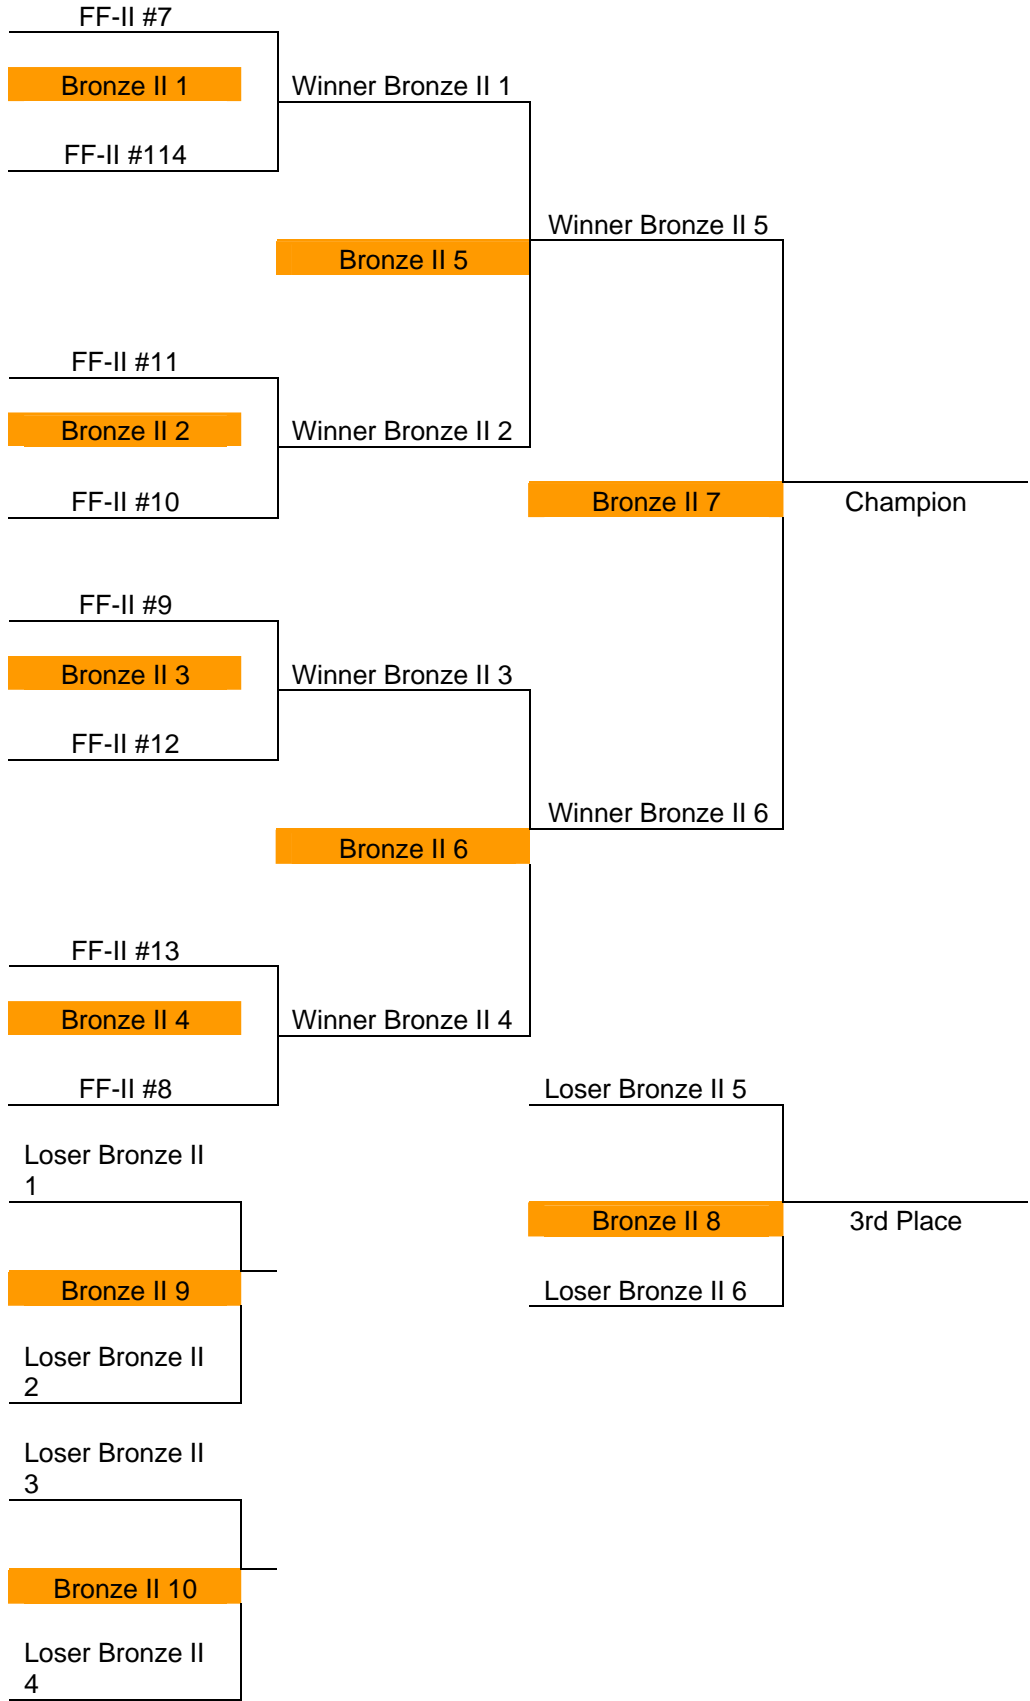 FF-II #7
Bronze II 1
Winner Bronze II 1
FF-II #114
Winner Bronze II 5
Bronze II 5
FF-II #11
Bronze II 2
Winner Bronze II 2
FF-II #10
Bronze II 7
Champion
FF-II #9
Bronze II 3
Winner Bronze II 3
FF-II #12
Winner Bronze II 6
Bronze II 6
FF-II #13
Bronze II 4
Winner Bronze II 4
FF-II #8
Loser Bronze II 5
Loser Bronze II
1
Bronze II 8
3rd Place
Bronze II 9
Loser Bronze II 6
Loser Bronze II
2
Loser Bronze II
3
Bronze II 10
Loser Bronze II
4